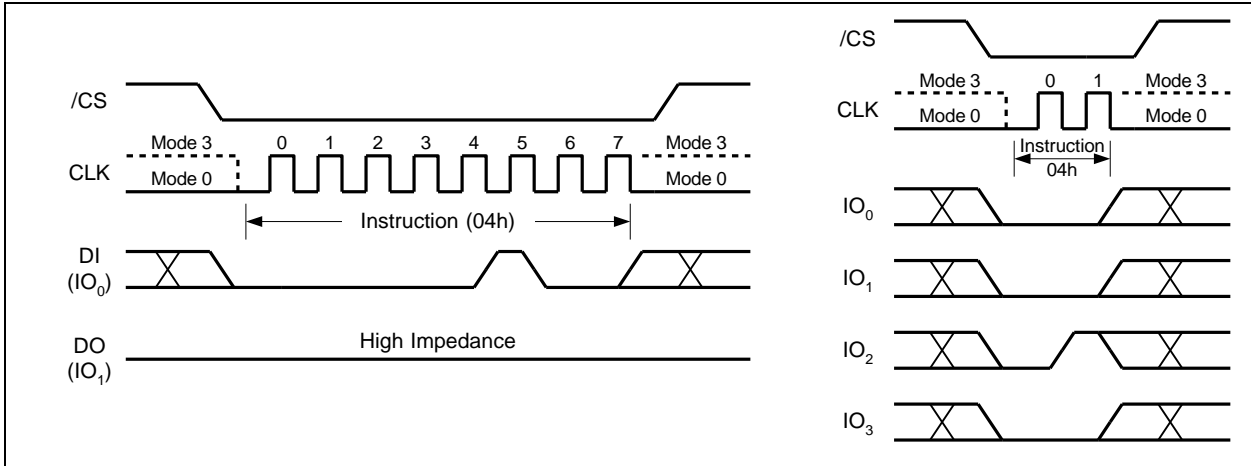 /CS
Mode 3 0 1 2 3 4 5 6 7 Mode 3
CLK
Mode 0 Mode 0
Instruction (04h)
DI
(IO0)
High Impedance
DO
(IO1)
/CS
Mode 3 0 1 Mode 3
CLK
Mode 0 Mode 0
Instruction
04h
IO0
IO1
IO2
IO3